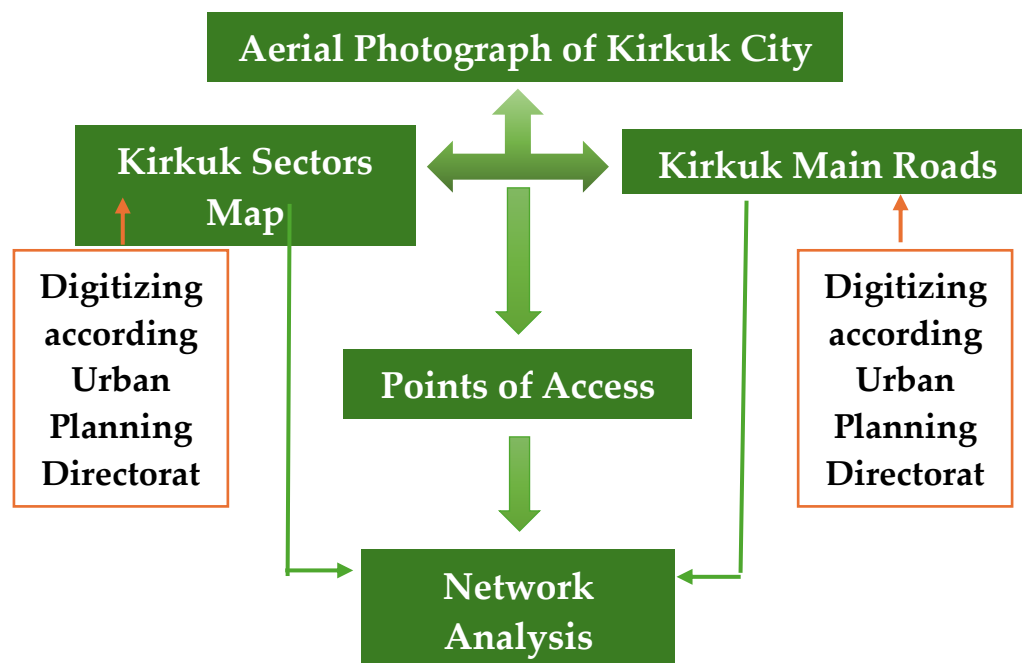 Aerial Photograph of Kirkuk City
Kirkuk Sectors
Map
Kirkuk Main Roads
Digitizing
according
Urban
Planning
Directorat
Digitizing
according
Urban
Planning
Directorat
Points of Access
Network
Analysis